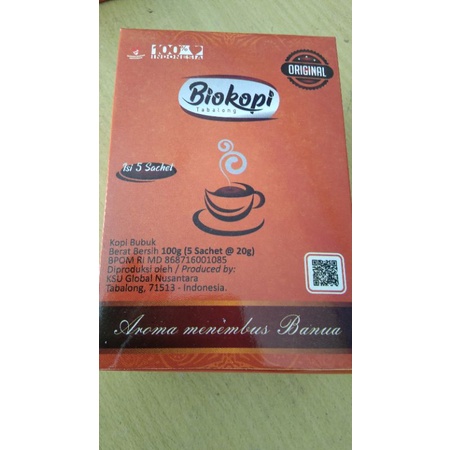 100%
INDONESIA
ORIGINAL
Biokopi
Tabalong
Isi 5 Sachet
Kopi Bubuk
Berat Bersih 100g (5 Sachet @ 20g)
BPOM RI MD 868716001085
Diproduksi oleh / Produced by:
KSU Global Nusantara
Tabalong, 71513 - Indonesia.
Aroma menembus Banua